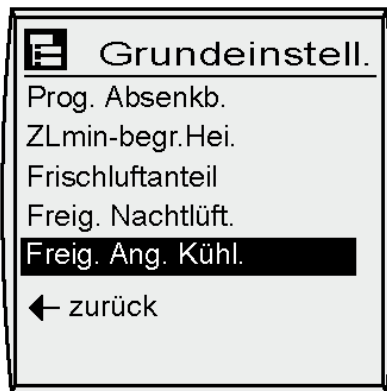 Grundeinstell.
Prog. Absenkb.
ZLmin-begr.Hei.
Frischluftanteil
Freig. Nachtlüft.
Freig. Ang. Kühl.
zurück